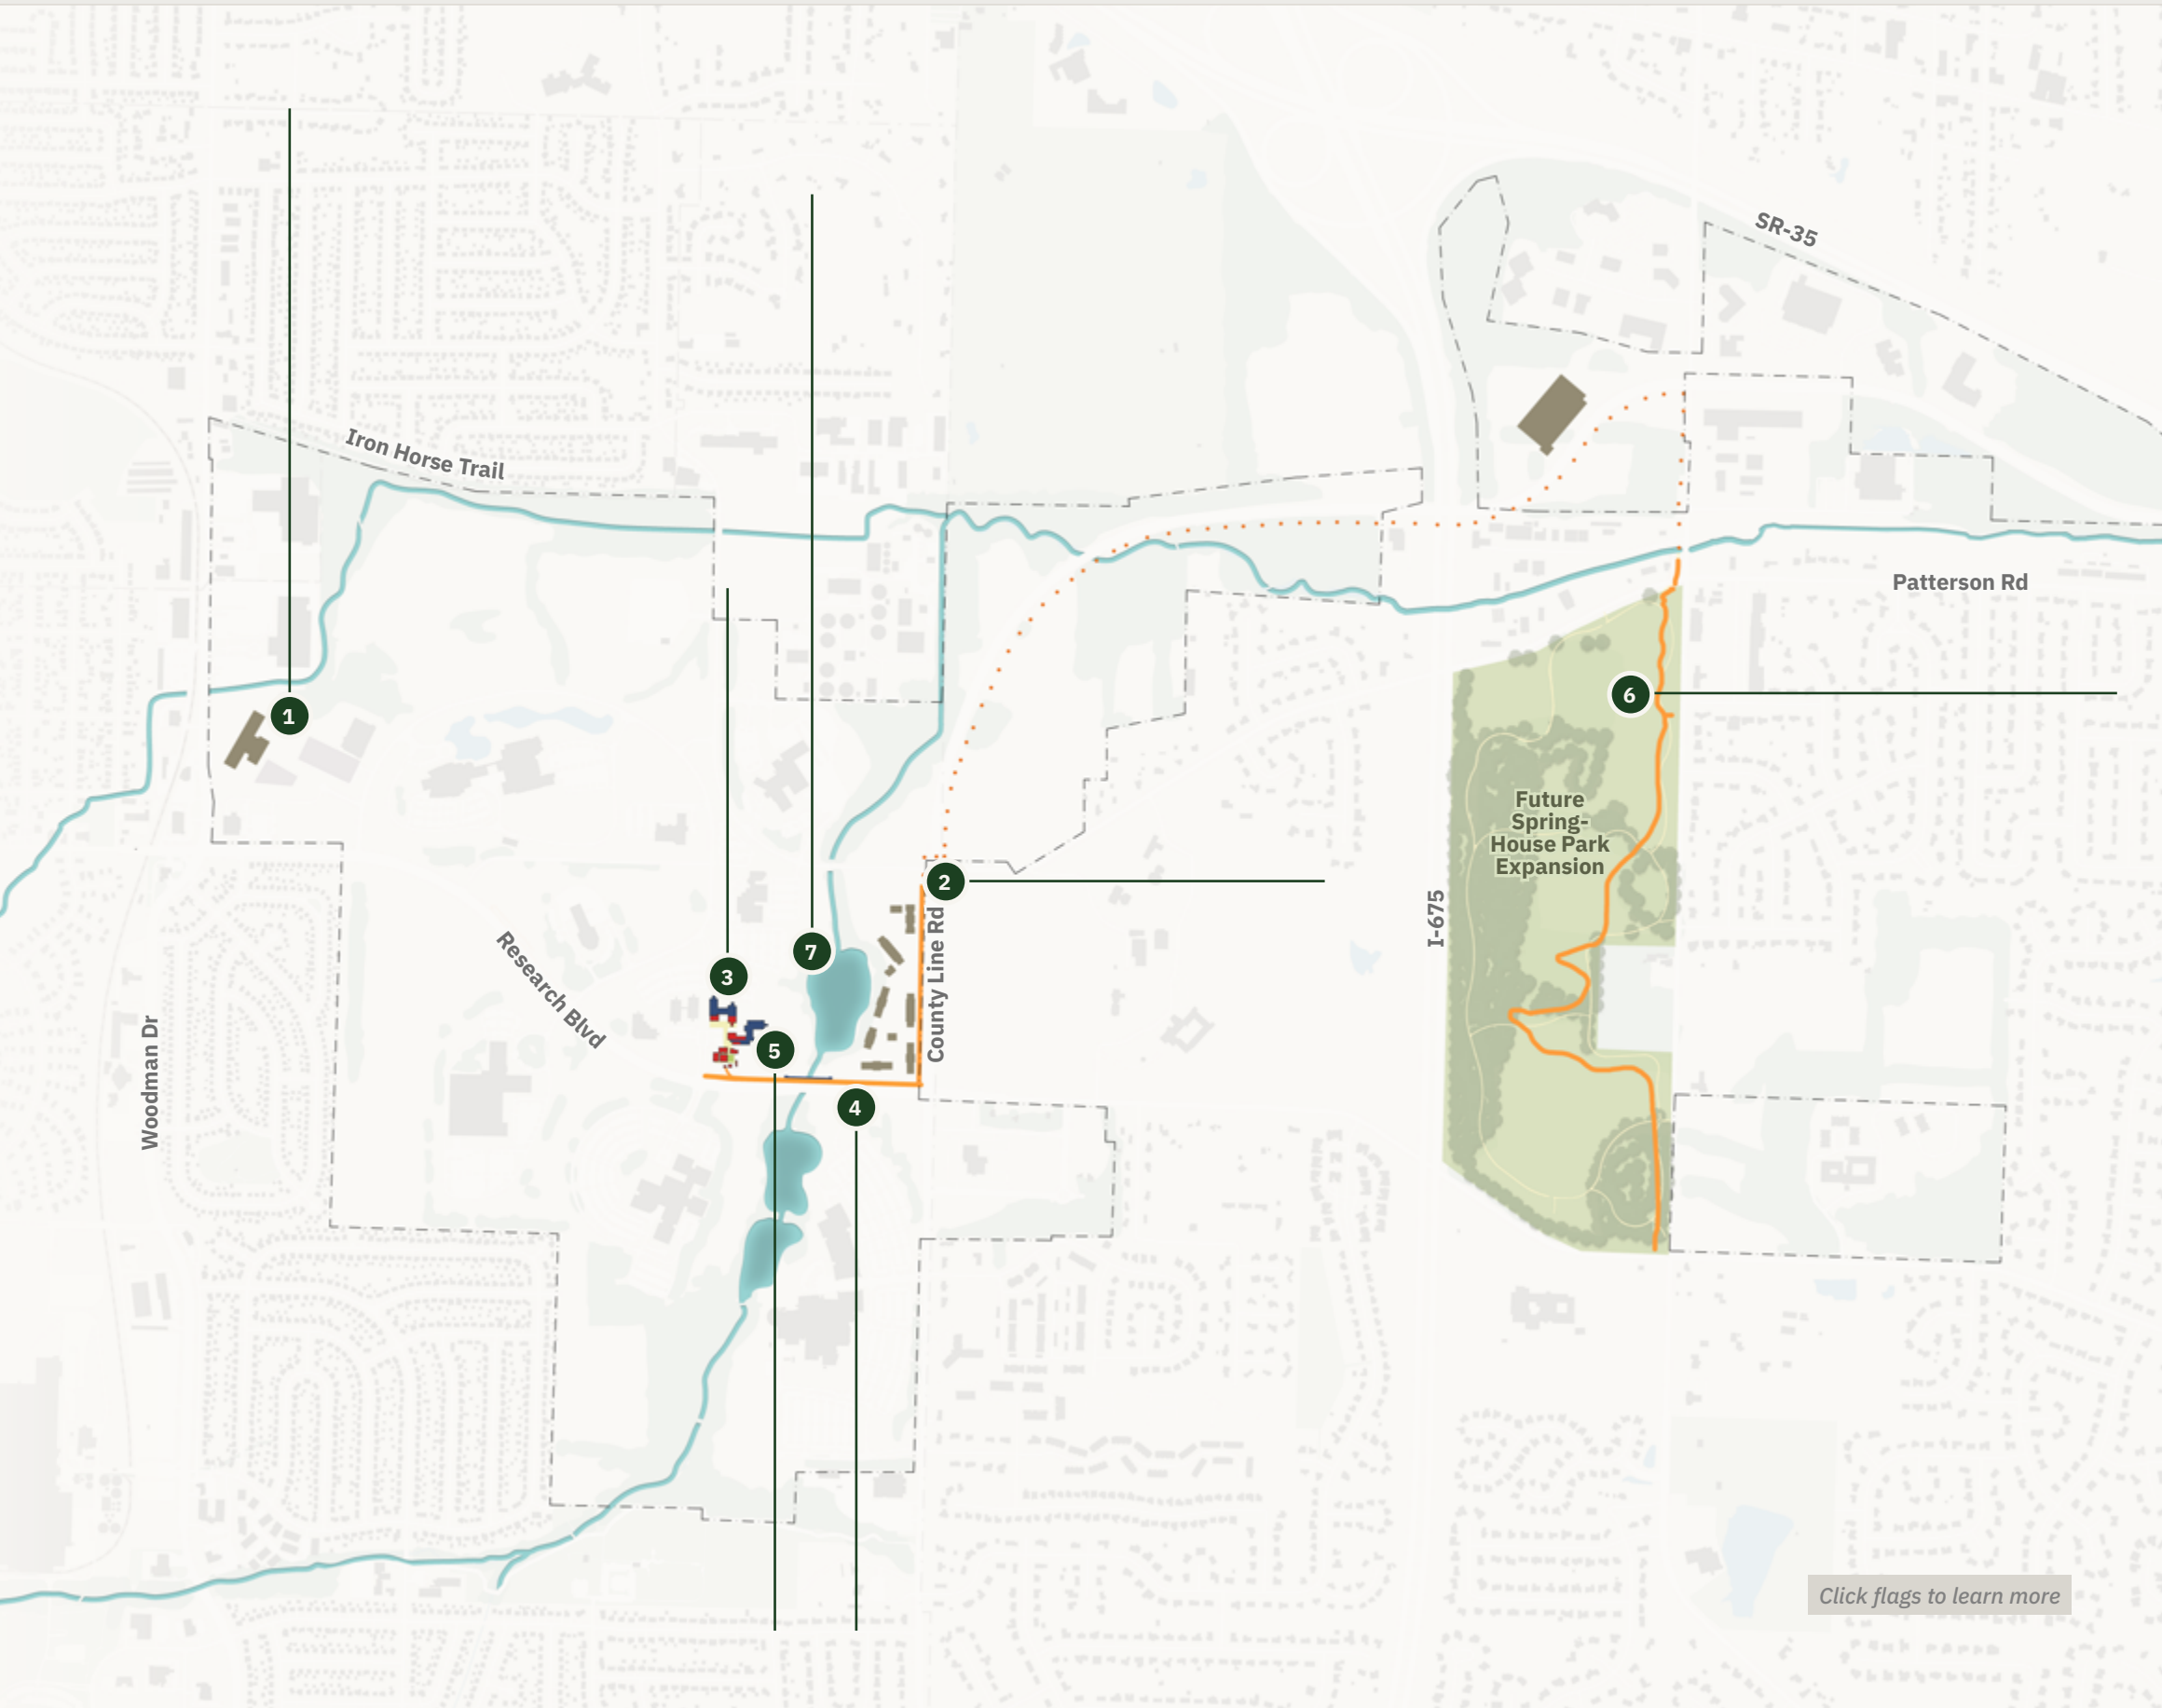 SR-35
Iron Horse Trail
Patterson Rd
6
1
Future
Spring-
House Park
Expansion
2
I-675
County Line Rd
7
3
Research Blvd
5
Woodman Dr
4
Click flags to learn more